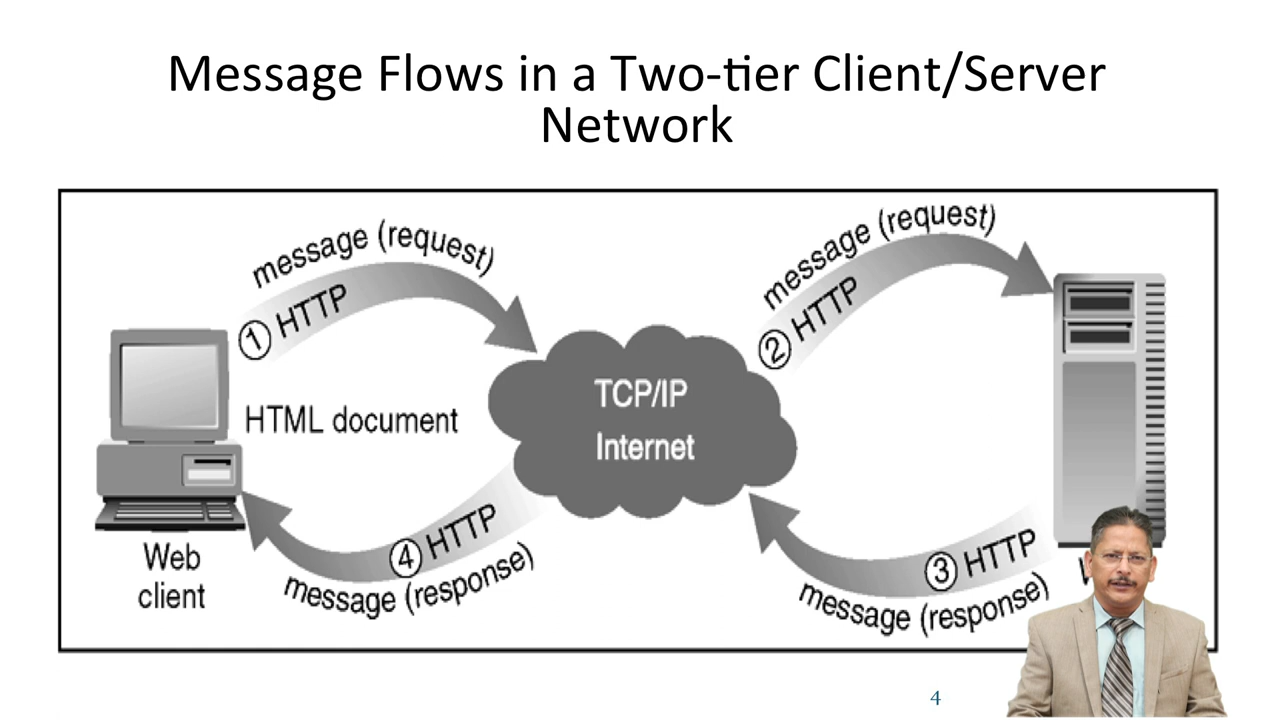 Message Flows in a Two-tier Client/Server
Network
message (request)
① HTTP
message (request)
② HTTP
TCP/IP
Internet
HTML document
④ HTTP
message (response)
③ HTTP
message (response)
Web
client
4